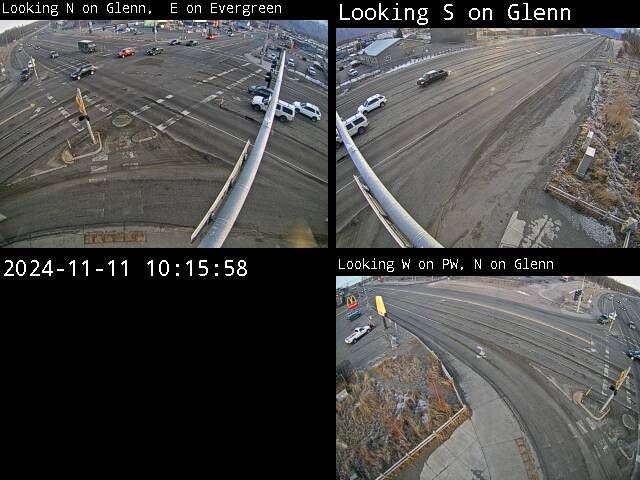 Looking N on Glenn,  E on Evergreen
Looking S on Glenn
2024-11-11 10:15:58
Looking W on PW, N on Glenn